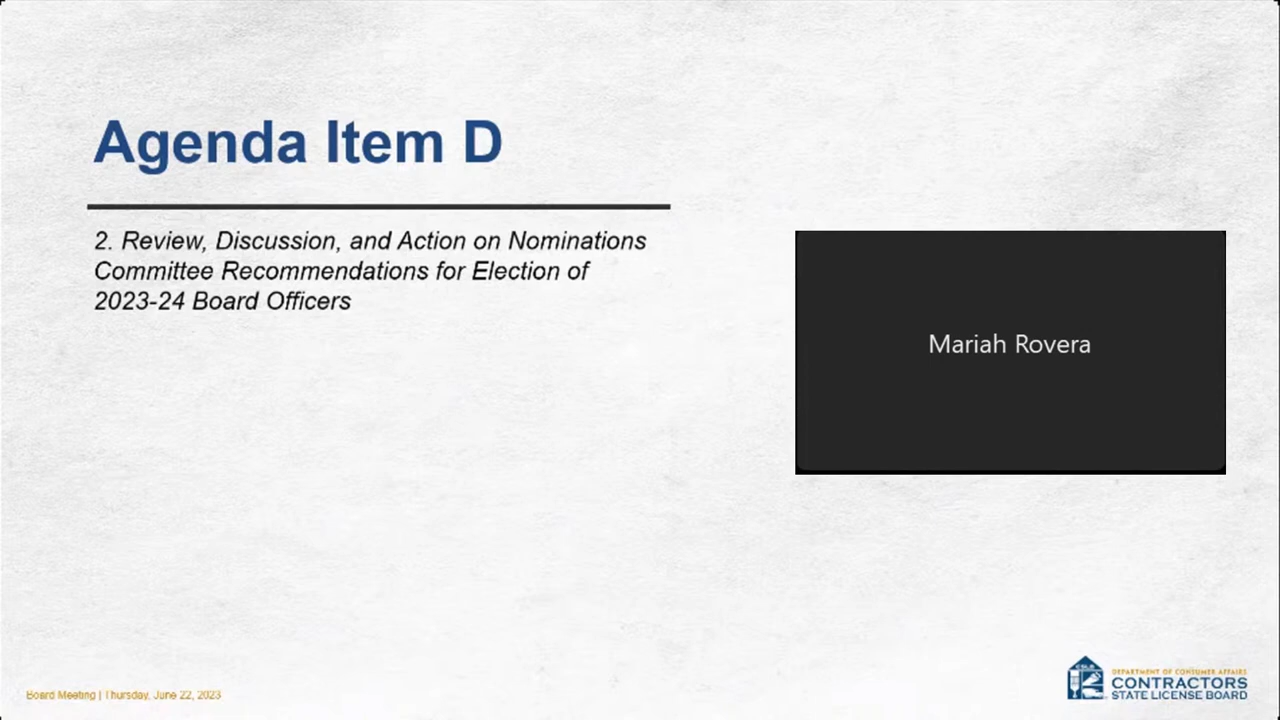 Agenda Item D
2. Review, Discussion, and Action on Nominations
Committee Recommendations for Election of
2023-24 Board Officers
Mariah Rovera
Board Meeting | Thursday, June 22, 2023
CSLB
DEPARTMENT OF CONSUMER AFFAIRS
CONTRACTORS
STATE LICENSE BOARD